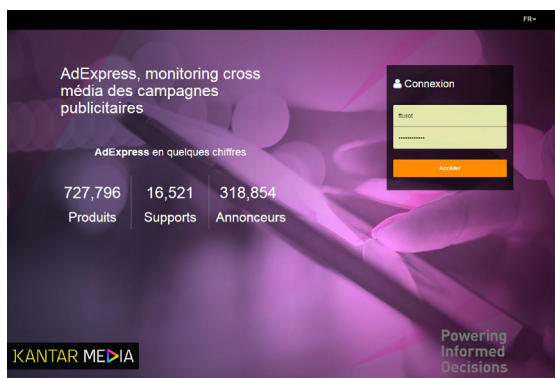 FR
AdExpress, monitoring cross
média des campagnes
publicitaires
AdExpress en quelques chiffres
727,796
16,521
318,854
Produits
Supports
Annonceurs
Connexion
fturot
••••••••••••
Accéder
KANTAR MEDIA
Powering
Informed
Decisions